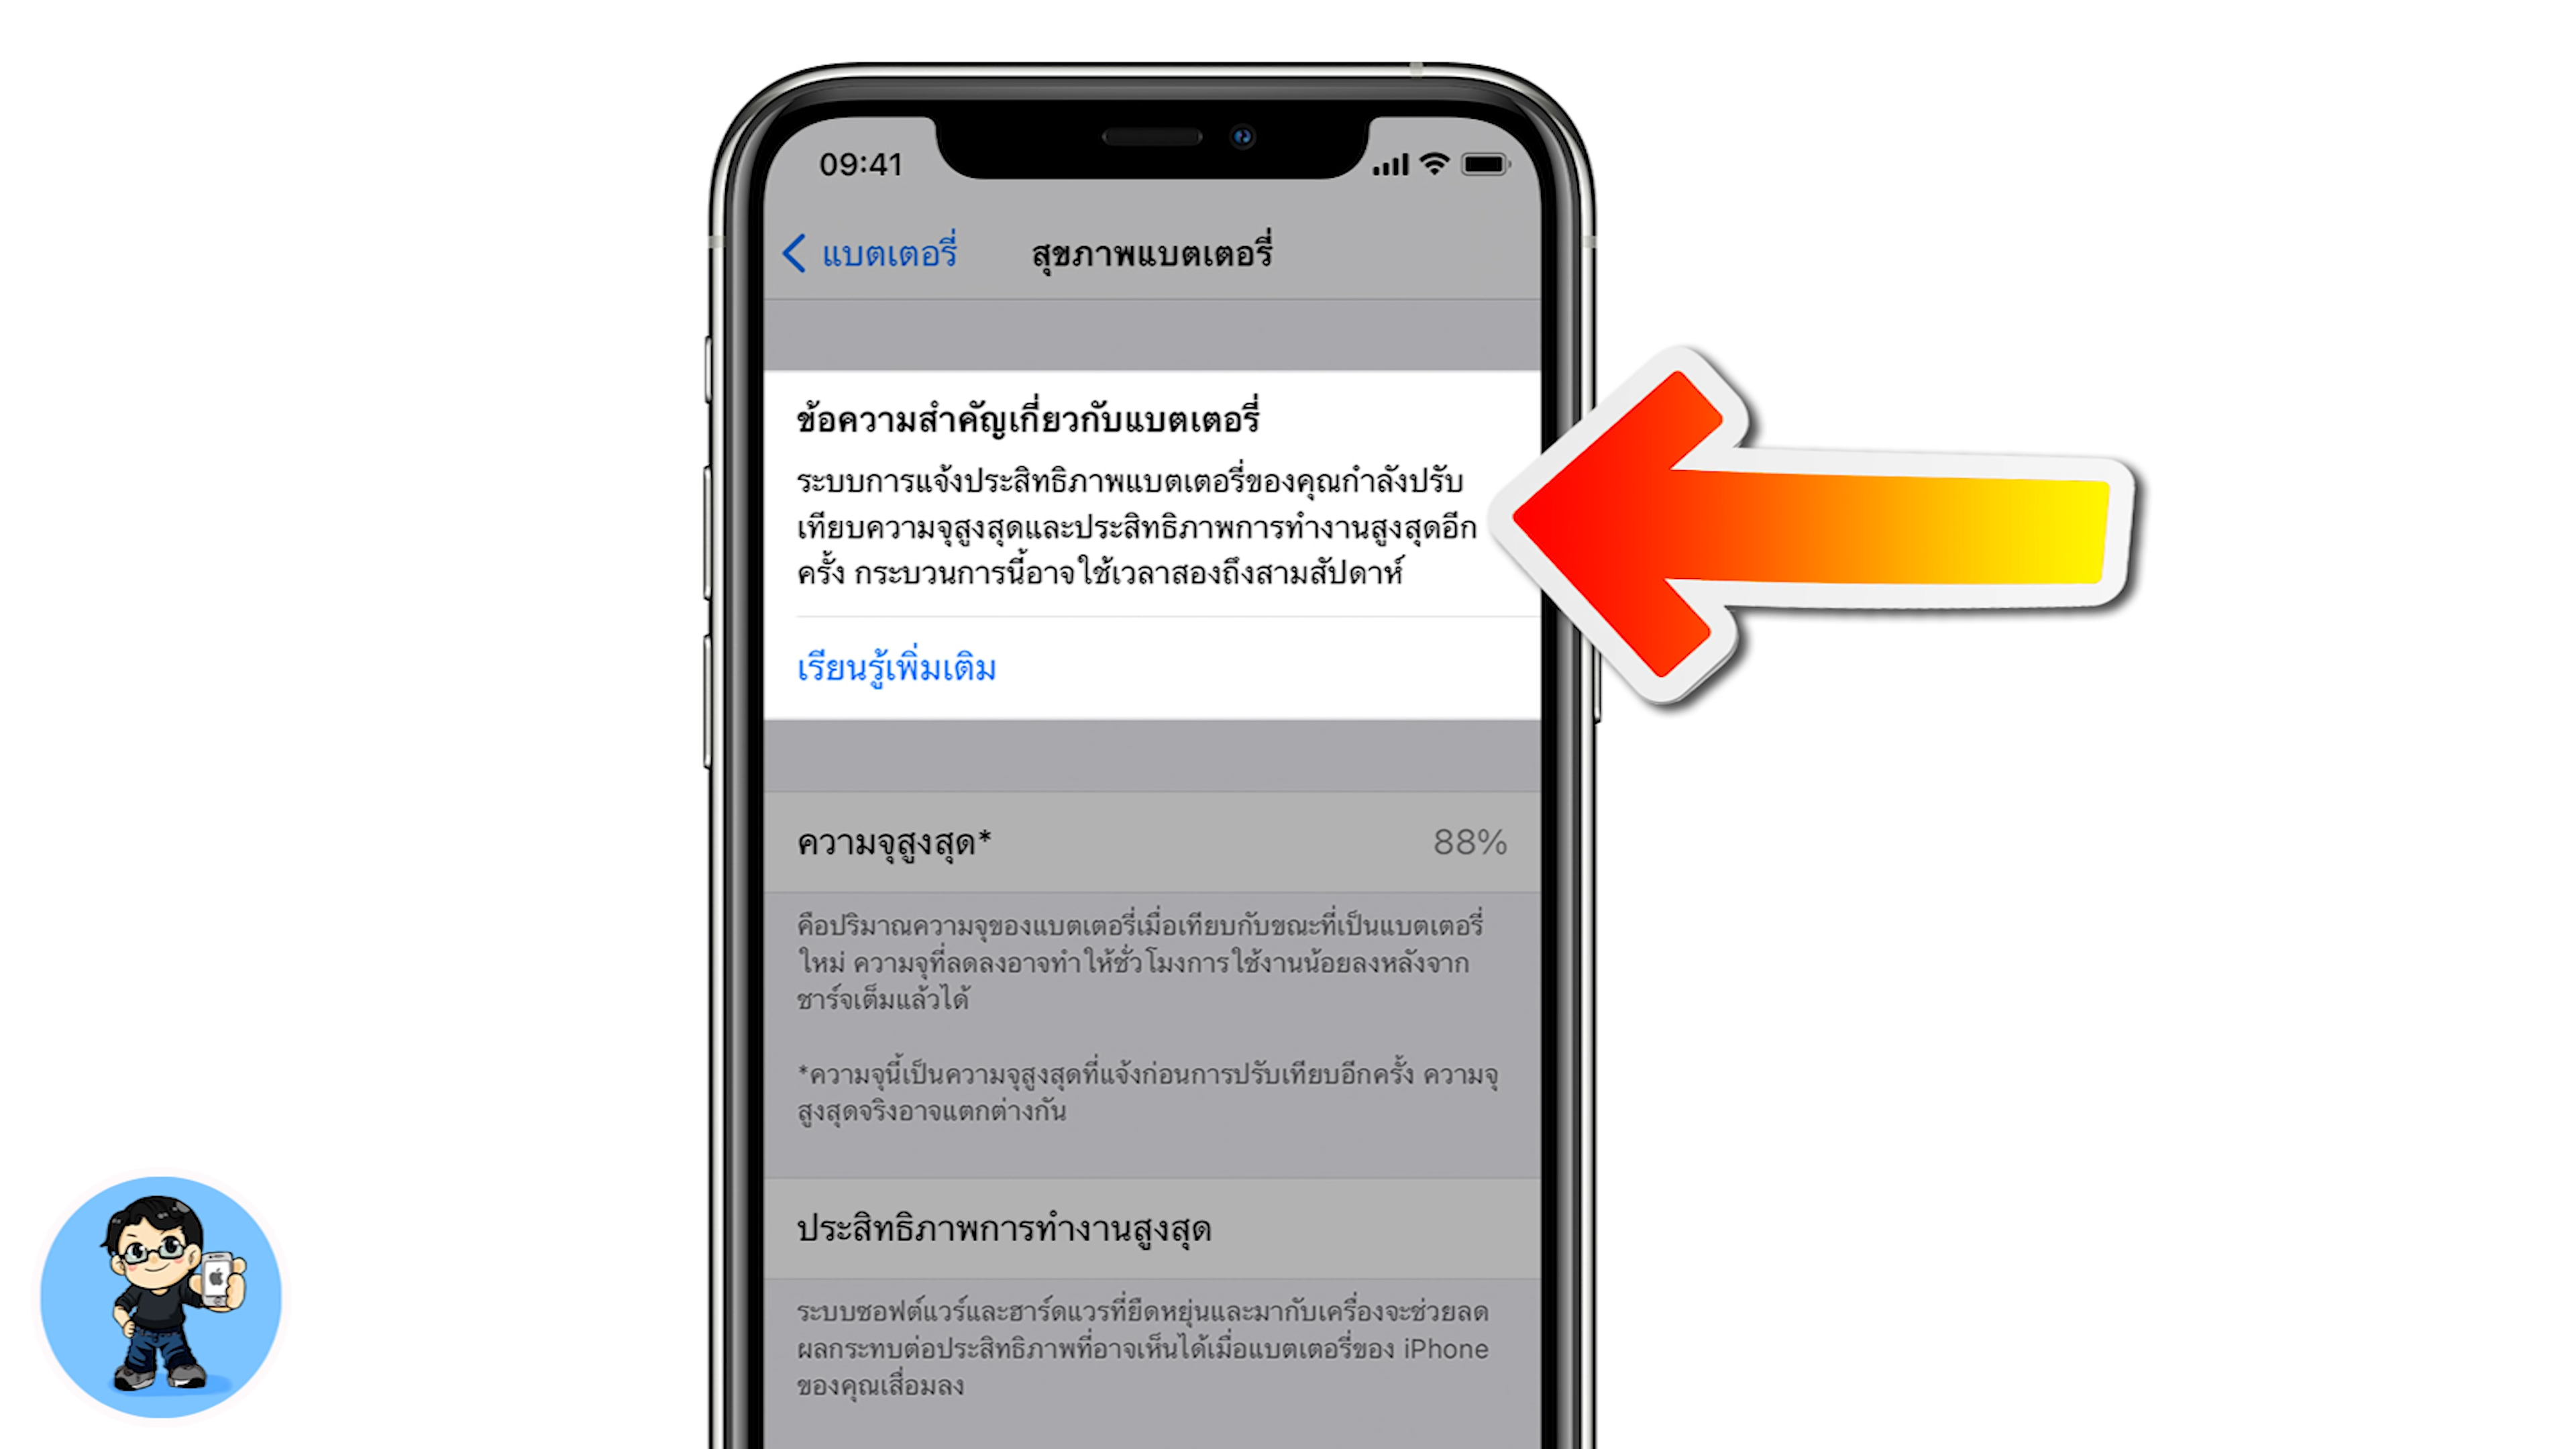 09:41
แบตเตอรี่ สุขภาพแบตเตอรี่
ข้อความสำคัญเกี่ยวกับแบตเตอรี่
ระบบการแจ้งประสิทธิภาพแบตเตอรี่ของคุณกำลังปรับ
เทียบความจุสูงสุดและประสิทธิภาพการทำงานสูงสุดอีก
ครั้ง กระบวนการนี้อาจใช้เวลาสองถึงสามสัปดาห์
เรียนรู้เพิ่มเติม
ความจุสูงสุด* 88%
คือปริมาณความจุของแบตเตอรี่เมื่อเทียบกับขณะที่เป็นแบตเตอรี่
ใหม่ ความจุที่ลดลงอาจทำให้ชั่วโมงการใช้งานน้อยลงหลังจาก
ชาร์จเต็มแล้วได้
*ความจุนี้เป็นความจุสูงสุดที่แจ้งก่อนการปรับเทียบอีกครั้ง ความจุ
สูงสุดจริงอาจแตกต่างกัน
ประสิทธิภาพการทำงานสูงสุด
ระบบซอฟต์แวร์และฮาร์ดแวรที่ยืดหยุ่นและมากับเครื่องจะช่วยลด
ผลกระทบต่อประสิทธิภาพที่อาจเห็นได้เมื่อแบตเตอรี่ของ iPhone
ของคุณเสื่อมลง